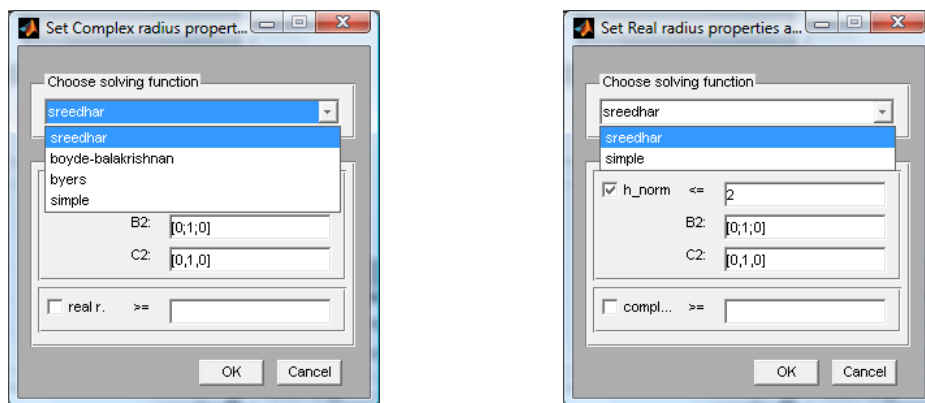 Set Complex radius propert...
Choose solving function
sreedhar
sreedhar
boyde-balakrishnan
byers
simple
B2: [0;1;0]
C2: [0,1,0]
real r. >=
OK Cancel
Set Real radius properties a...
Choose solving function
sreedhar
sreedhar
simple
h_norm <= 2
B2: [0;1;0]
C2: [0,1,0]
compl... >=
OK Cancel